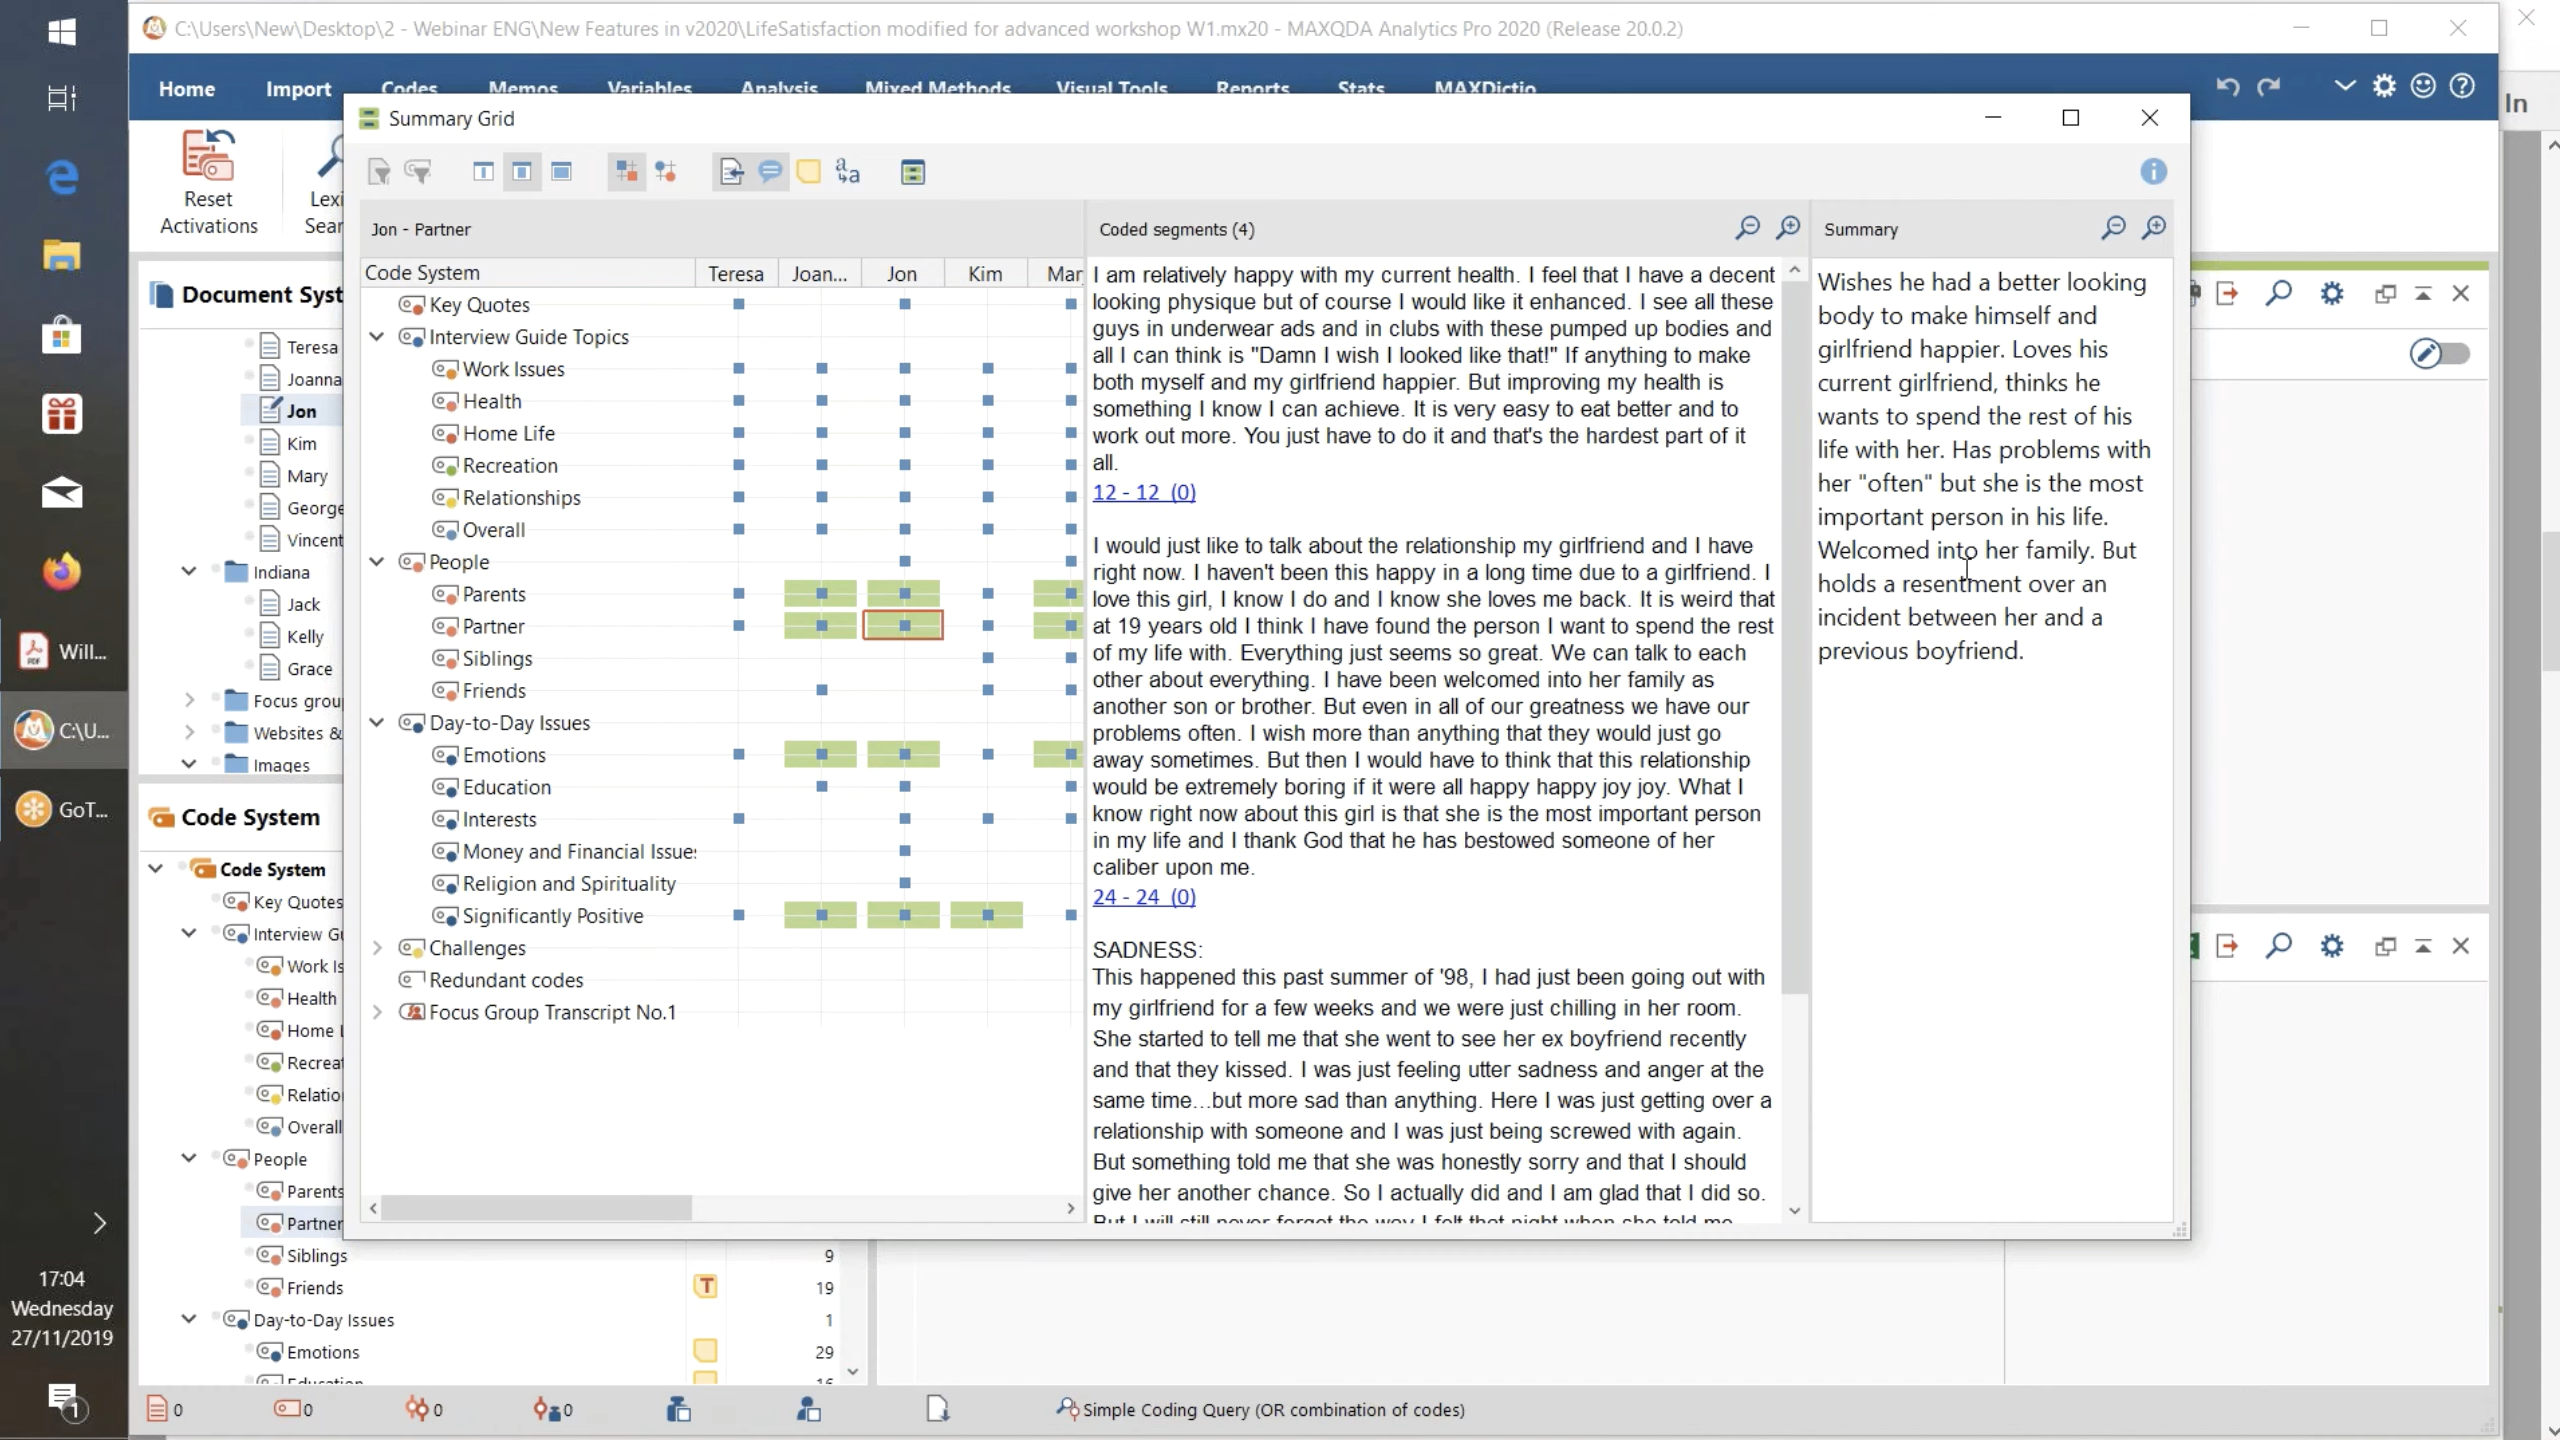 C:\Users\New\Desktop\2 - Webinar ENG\New Features in v2020\LifeSatisfaction modified for advanced workshop W1.mx20 - MAXQDA Analytics Pro 2020 (Release 20.0.2)
Home Import Codes Memos Variables Analysis Mixed Methods Visual Tools Reports Stats MAXDictio
In
Reset
Activations
Summary Grid
Jon - Partner
Code System
Teresa Joan... Jon Kim
Key Quotes
Interview Guide Topics
Work Issues
Health
Home Life
Recreation
Relationships
Overall
People
Parents
Partner
Siblings
Friends
Day-to-Day Issues
Emotions
Education
Interests
Money and Financial
Religion and Spirituality
Significantly Positive
Challenges
Redundant codes
Focus Group Transcript No.1
Coded segments (4)
I am relatively happy with my current health. I feel that I have a decent
looking physique but of course I would like it enhanced. I see all these
guys in underwear ads and in clubs with these pumped up bodies and
all I can think is "Damn I wish I looked like that!" If anything to make
both myself and my girlfriend happier. But improving my health is
something I know I can achieve. It is very easy to eat better and to
work out more. You just have to do it and that's the hardest part of it
all.
12 - 12 (0)
I would just like to talk about the relationship my girlfriend and I have
right now. I haven't been this happy in a long time due to a girlfriend. I
love this girl, I know I do and I know she loves me back. It is weird that
at 19 years old I think I have found the person I want to spend the rest
of my life with. Everything just seems so great. We can talk to each
other about everything. I have been welcomed into her family as
another son or brother. But even in all of our greatness we have our
problems often. I wish more than anything that they would just go
away sometimes. But then I would have to think that this relationship
would be extremely boring if it were all happy happy joy joy. What I
know right now about this girl is that she is the most important person
in my life and I thank God that he has bestowed someone of her
caliber upon me.
24 - 24 (0)
SADNESS:
This happened this past summer of '98, I had just been going out with
my girlfriend for a few weeks and we were just chilling in her room.
She started to tell me that she went to see her ex boyfriend recently
and that they kissed. I was just feeling utter sadness and anger at the
same time...but more sad than anything. Here I was just getting over a
relationship with someone and I was just being screwed with again.
But something told me that she was honestly sorry and that I should
give her another chance. So I actually did and I am glad that I did so.
But I will still never forget the way I felt that night when she told me
Summary
Wishes he had a better looking
body to make himself and
girlfriend happier. Loves his
current girlfriend, thinks he
wants to spend the rest of his
life with her. Has problems with
her "often" but she is the most
important person in his life.
Welcomed into her family. But
holds a resentment over an
incident between her and a
previous boyfriend.
Document Syst
Teresa
Joanna
Jon
Kim
Mary
George
Vincent
Indiana
Jack
Kelly
Grace
Focus
Websites &
Images
Code System
Code System
Key Quotes
Interview
Work
Health
Home
Overall
People
Parents
Partner
Siblings 9
Friends 19
Day-to-Day Issues 1
Emotions 29
0 0 0 0
Simple Coding Query (OR combination of codes)
Will...
C:\U...
GoT...
17:04
Wednesday
27/11/2019
1